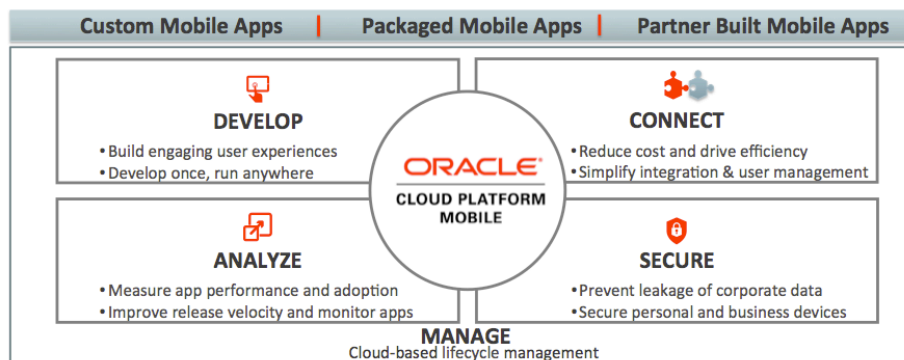 Custom Mobile Apps | Packaged Mobile Apps | Partner Built Mobile Apps
DEVELOP
• Build engaging user experiences
• Develop once, run anywhere
CONNECT
• Reduce cost and drive efficiency
• Simplify integration & user management
ORACLE®
CLOUD PLATFORM
MOBILE
ANALYZE
• Measure app performance and adoption
• Improve release velocity and monitor apps
SECURE
• Prevent leakage of corporate data
• Secure personal and business devices
MANAGE
Cloud-based lifecycle management